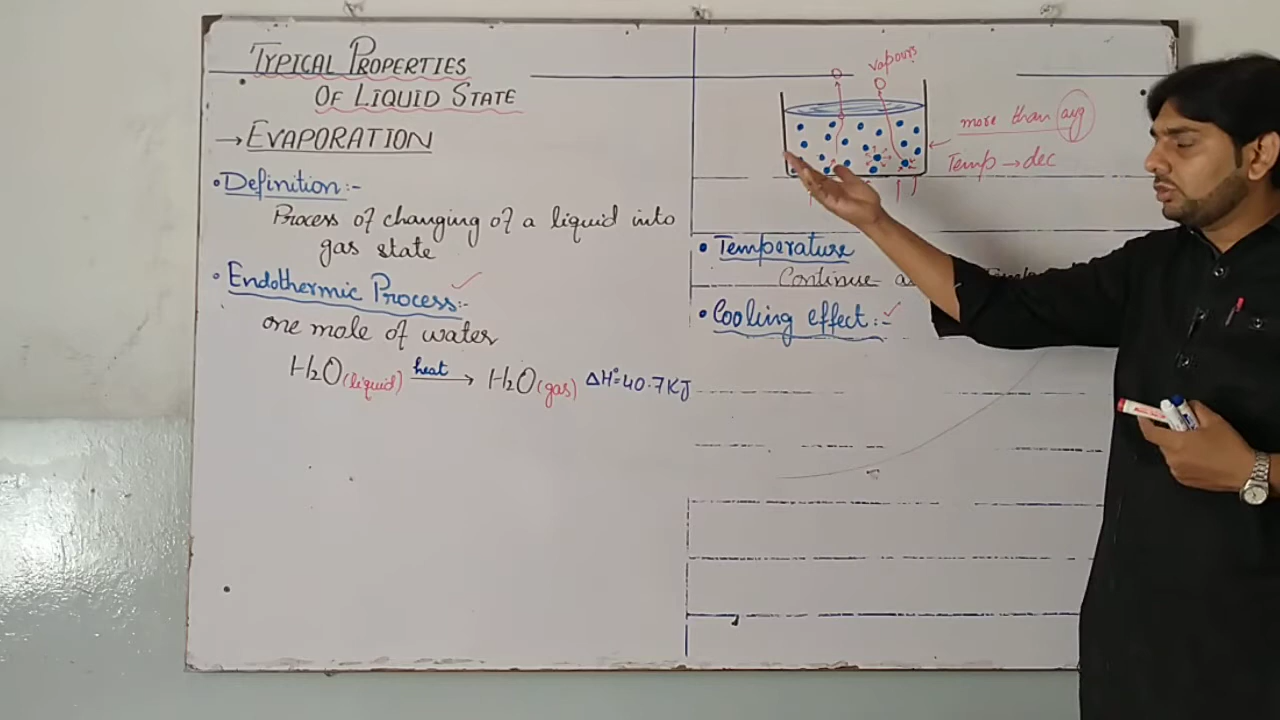 TYPICAL PROPERTIES
OF LIQUID STATE
→ EVAPORATION
• Definition:-
Process of changing of a liquid into
gas state
• Endothermic Process:-
one mole of water
H₂O(liquid) heat → H₂O(gas) ΔH°=40.7KJ
vapours
more than avg
Temp → dec
• Temperature
Continue
• Cooling effect:-